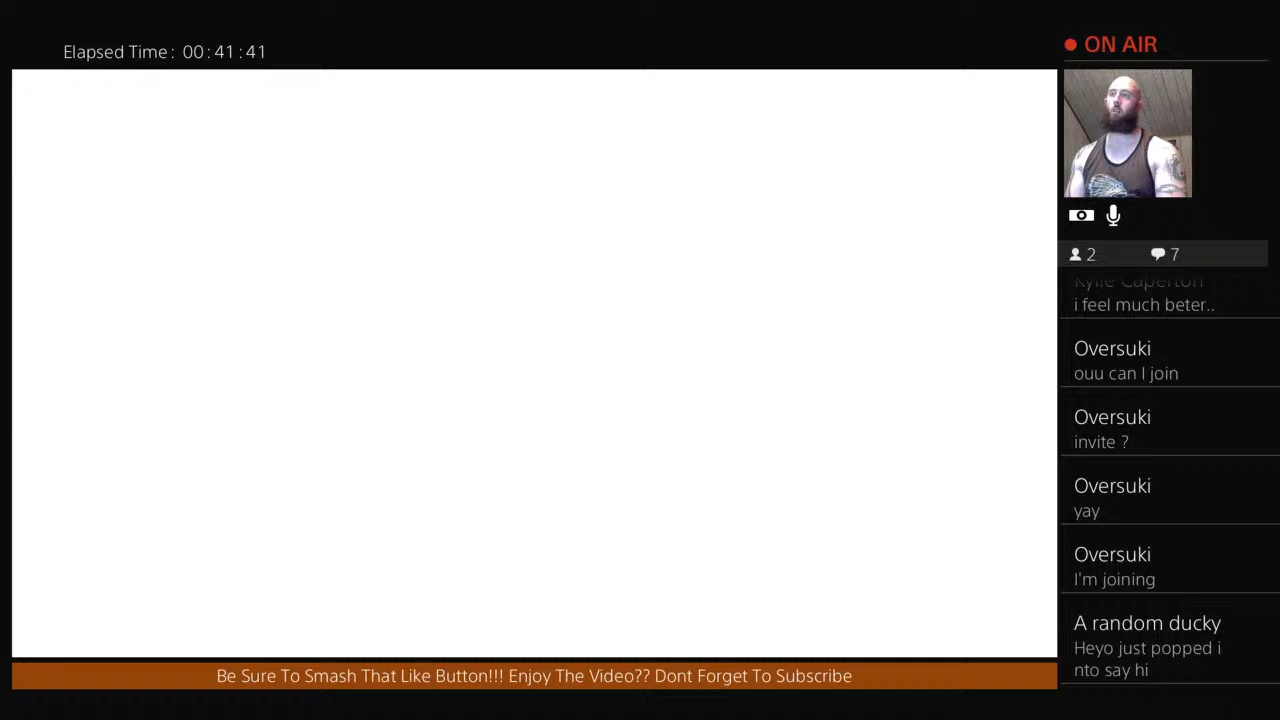 Elapsed Time: 00:41:41
ON AIR
2 7
Kylie Caperton
i feel much beter..
Oversuki
ouu can I join
Oversuki
invite ?
Oversuki
yay
Oversuki
I'm joining
A random ducky
Heyo just popped i
nto say hi
Be Sure To Smash That Like Button!!! Enjoy The Video?? Dont Forget To Subscribe